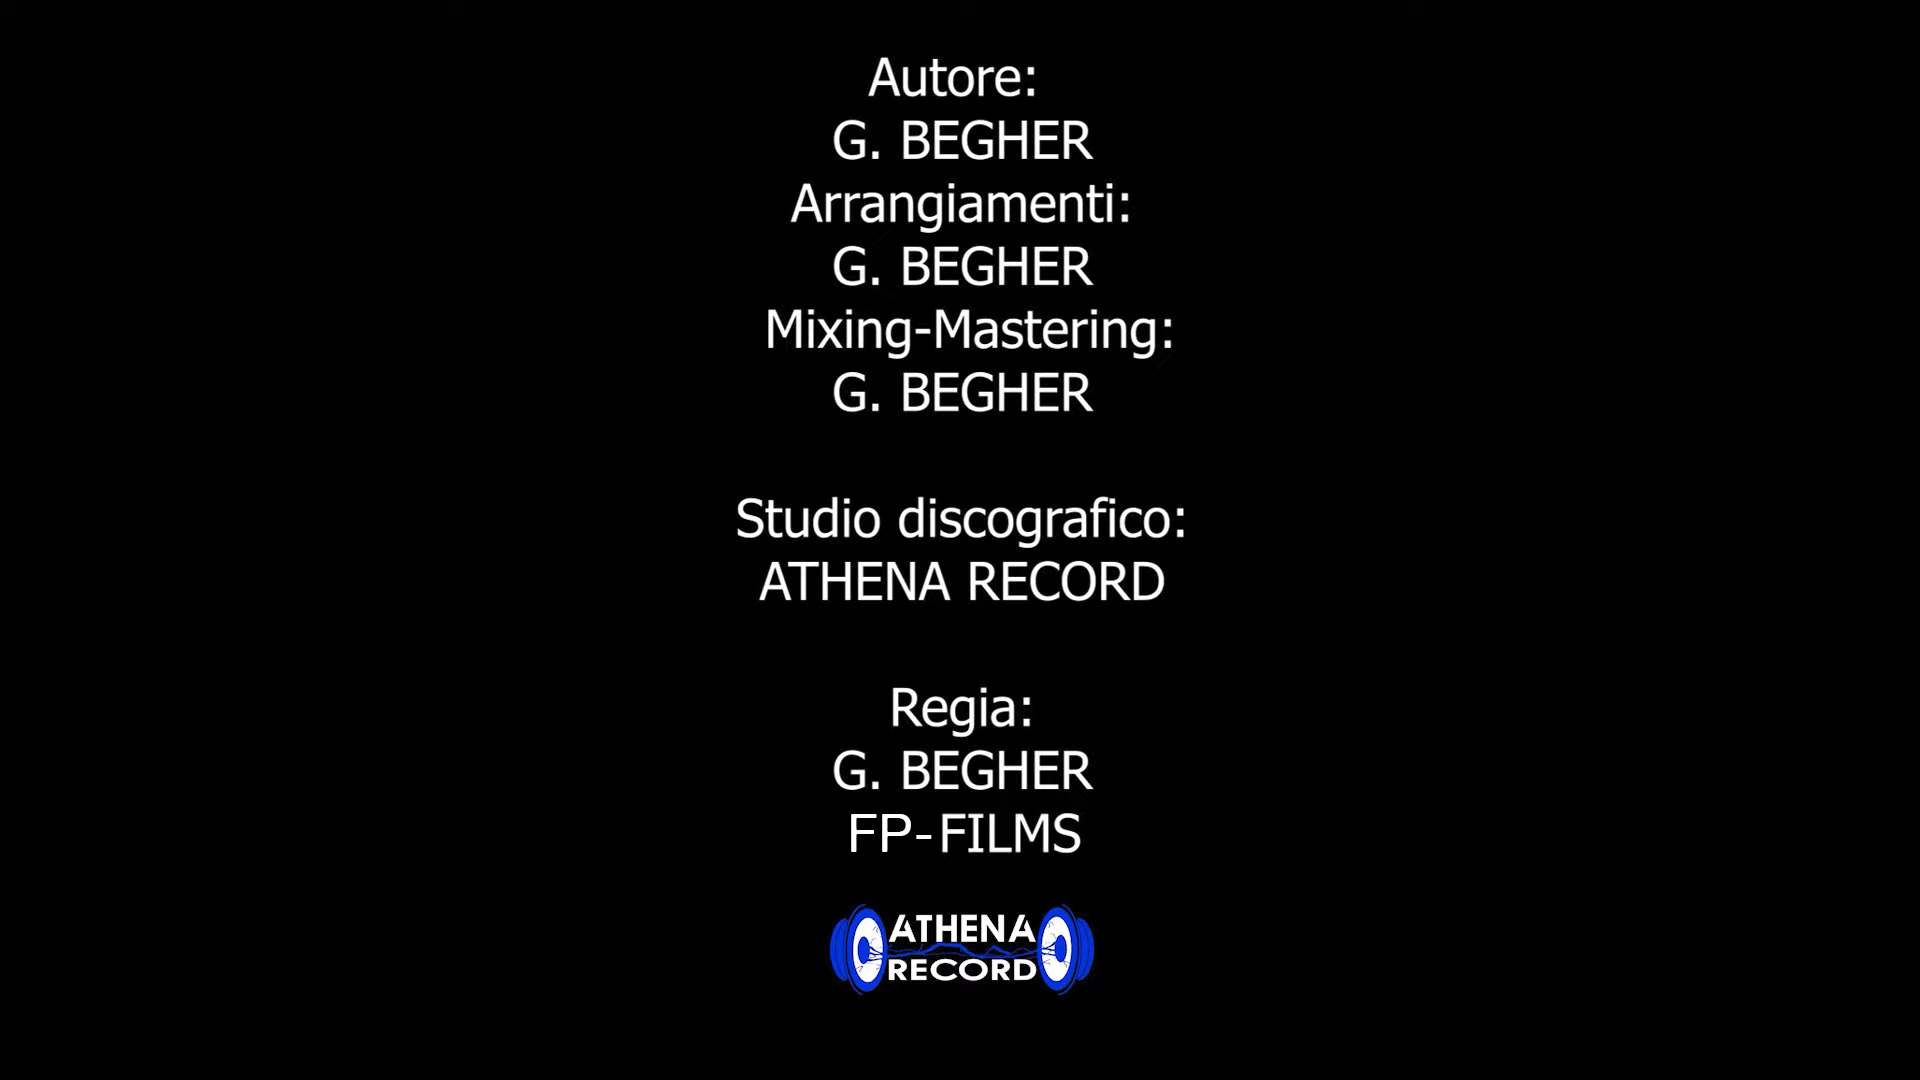 Autore:
G. BEGHER
Arrangiamenti:
G. BEGHER
Mixing-Mastering:
G. BEGHER
Studio discografico:
ATHENA RECORD
Regia:
G. BEGHER
FP-FILMS
ATHENA
RECORD